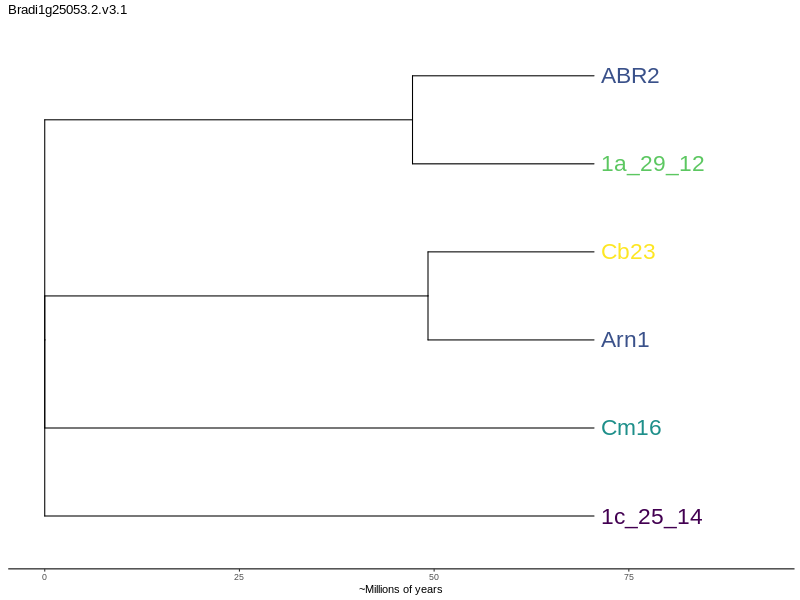 Bradi1g25053.2.v3.1
ABR2
1a_29_12
Cb23
Arn1
Cm16
1c_25_14
0 25 50 75
~Millions of years